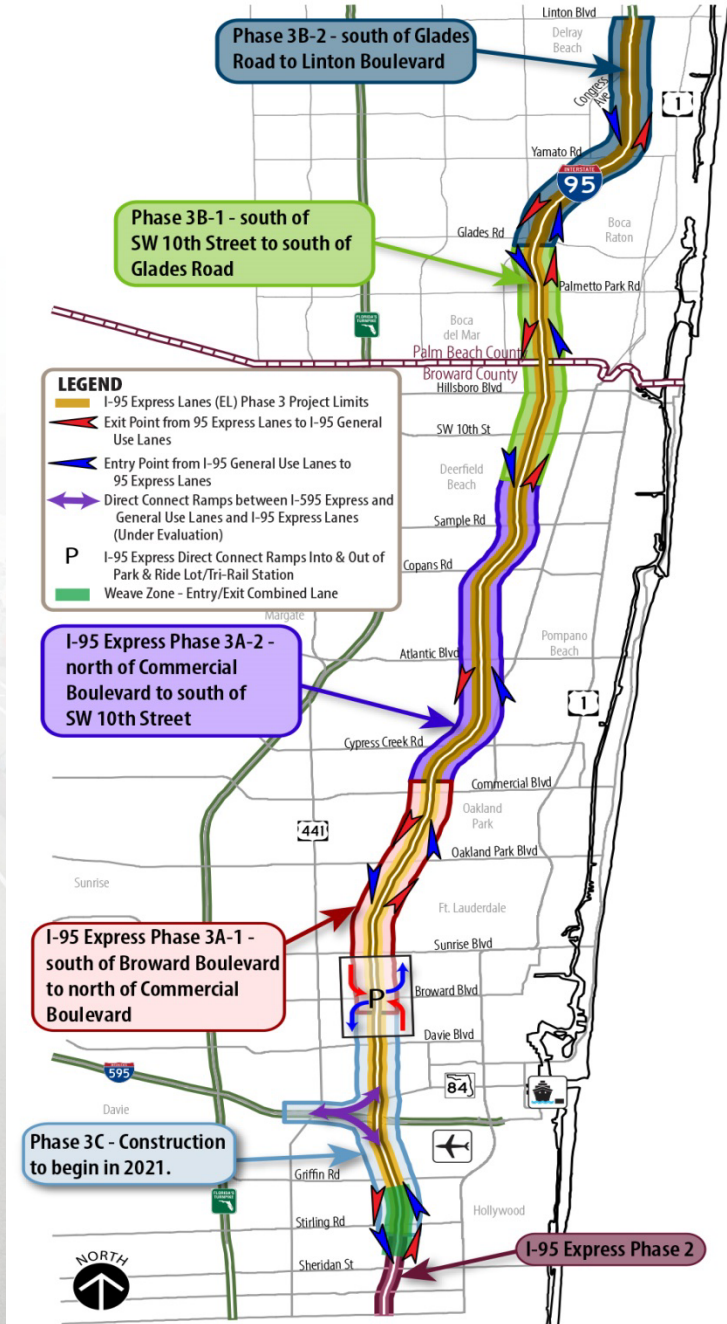 Linton Blvd
Delray
Beach
Phase 3B-2 - south of Glades
Road to Linton Boulevard
Congress
Ave
1
Yamato Rd
INTERSTATE
95
Phase 3B-1 - south of
SW 10th Street to south of
Glades Road
Glades Rd
Boca
Raton
Palmetto Park Rd
FLORIDA'S
TURNPIKE
Boca
del Mar
Palm Beach County
Broward County
Hillsboro Blvd
LEGEND
I-95 Express Lanes (EL) Phase 3 Project Limits
Exit Point from 95 Express Lanes to I-95 General
Use Lanes
Entry Point from I-95 General Use Lanes to
95 Express Lanes
Direct Connect Ramps between I-595 Express and
General Use Lanes and I-95 Express Lanes
(Under Evaluation)
P
I-95 Express Direct Connect Ramps Into & Out of
Park & Ride Lot/Tri-Rail Station
Weave Zone - Entry/Exit Combined Lane
SW 10th St
Deerfield
Beach
Sample Rd
Copans Rd
Margate
I-95 Express Phase 3A-2 -
north of Commercial
Boulevard to south of
SW 10th Street
Atlantic Blvd
Pompano
Beach
1
Cypress Creek Rd
Commercial Blvd
Oakland
Park
441
Oakland Park Blvd
Sunrise
Ft. Lauderdale
I-95 Express Phase 3A-1 -
south of Broward Boulevard
to north of Commercial
Boulevard
Sunrise Blvd
P
Broward Blvd
Davie Blvd
595
84
Davie
Phase 3C - Construction
to begin in 2021.
Griffin Rd
FLORIDA'S
TURNPIKE
Stirling Rd
Hollywood
I-95 Express Phase 2
Sheridan St
NORTH